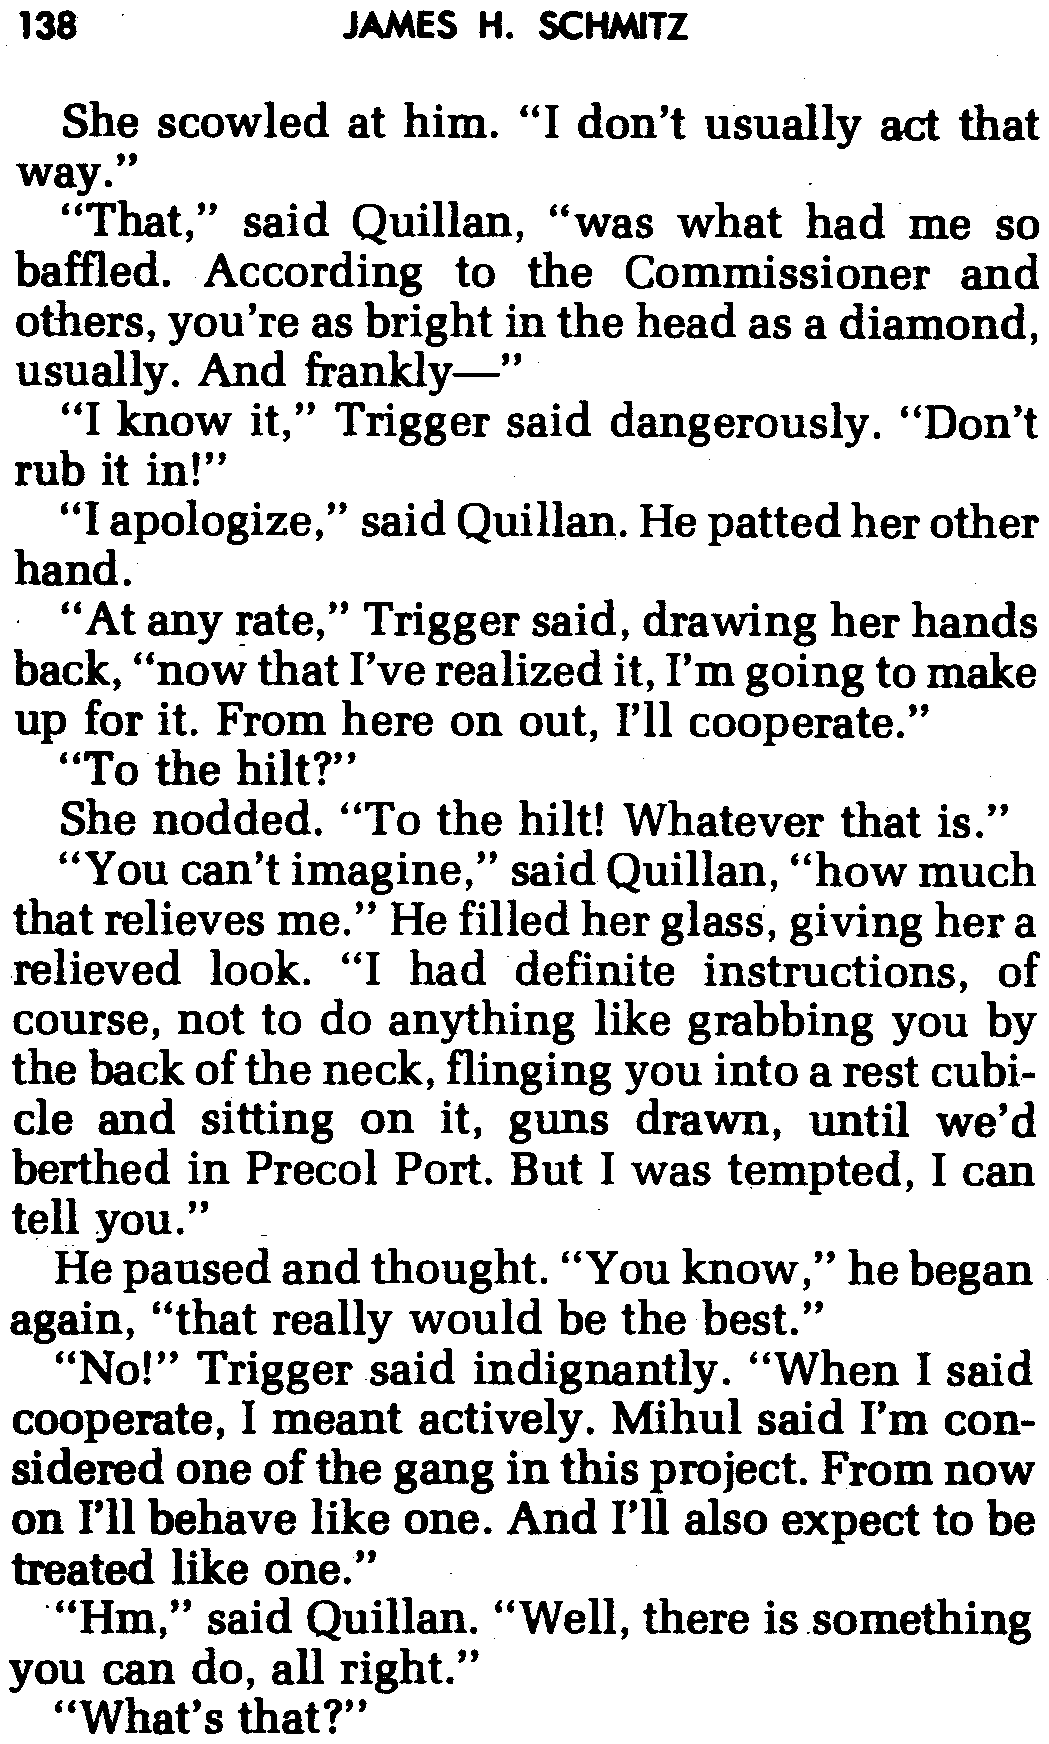 138 JAMES H. SCHMITZ
She scowled at him. “I don’t usually act that
way.”
“That,” said Quillan, “was what had me so
baffled. According to the Commissioner and
others, you’re as bright in the head as a diamond,
usually. And frankly—”
“I know it,” Trigger said dangerously. “Don’t
rub it in!”
“I apologize,” said Quillan. He patted her other
hand.
“At any rate,” Trigger said, drawing her hands
back, “now that I’ve realized it, I’m going to make
up for it. From here on out, I’ll cooperate.”
“To the hilt?”
She nodded. “To the hilt! Whatever that is.”
“You can’t imagine,” said Quillan, “how much
that relieves me.” He filled her glass, giving her a
relieved look. “I had definite instructions, of
course, not to do anything like grabbing you by
the back of the neck, flinging you into a rest cubi-
cle and sitting on it, guns drawn, until we’d
berthed in Precol Port. But I was tempted, I can
tell you.”
He paused and thought. “You know,” he began
again, “that really would be the best.”
“No!” Trigger said indignantly. “When I said
cooperate, I meant actively. Mihul said I’m con-
sidered one of the gang in this project. From now
on I’ll behave like one. And I’ll also expect to be
treated like one.”
“Hm,” said Quillan. “Well, there is something
you can do, all right.”
“What’s that?”